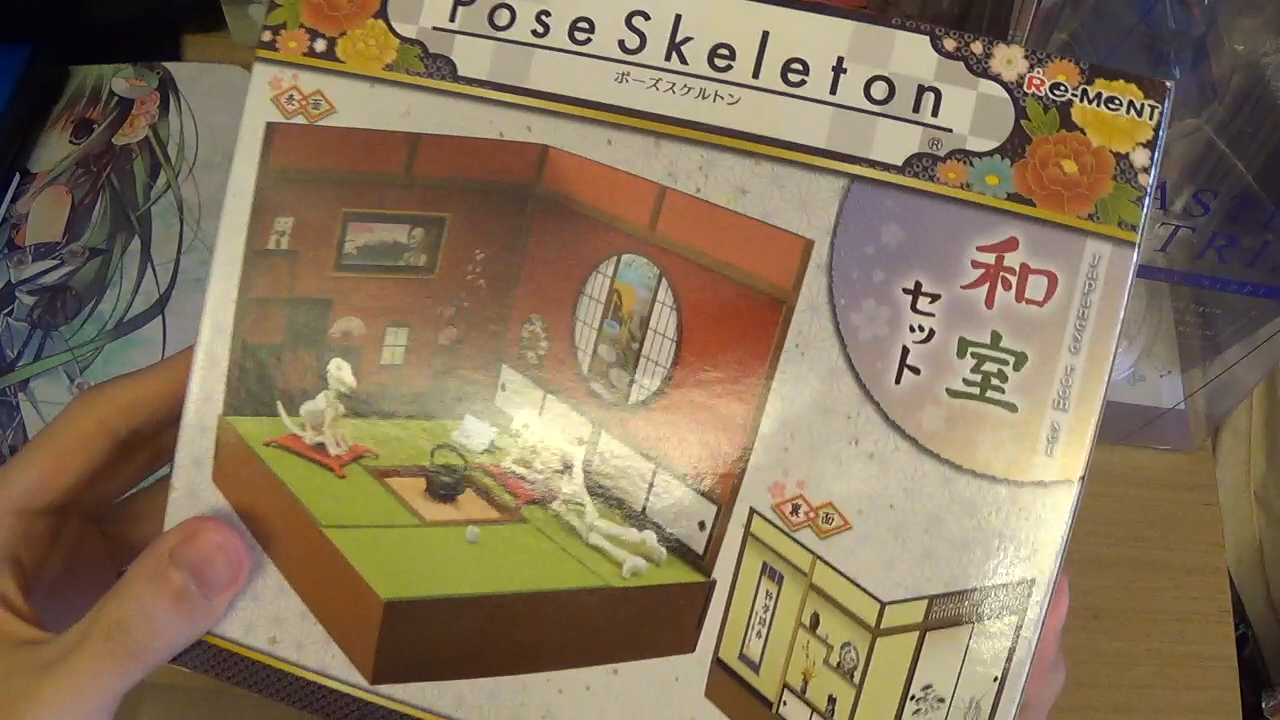 Pose Skeleton
ポーズスケルトン
®
Re-MeNT
表面
和室
セット
Japanese room set
裏面